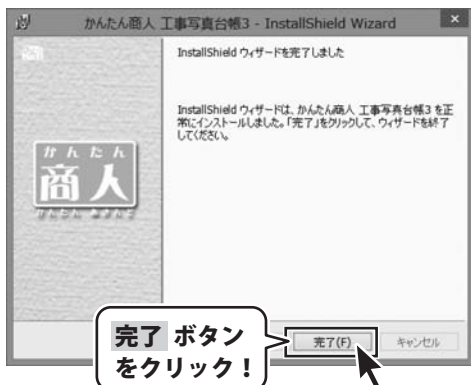 かんたん商人 工事写真台帳3 - InstallShield Wizard
InstallShield ウィザードを完了しました
InstallShield ウィザードは、かんたん商人 工事写真台帳3 を正
常にインストールしました。「完了」をクリックして、ウィザードを終了
してください。
かんたん
商人
完了 ボタン
をクリック！
完了(F)
キャンセル